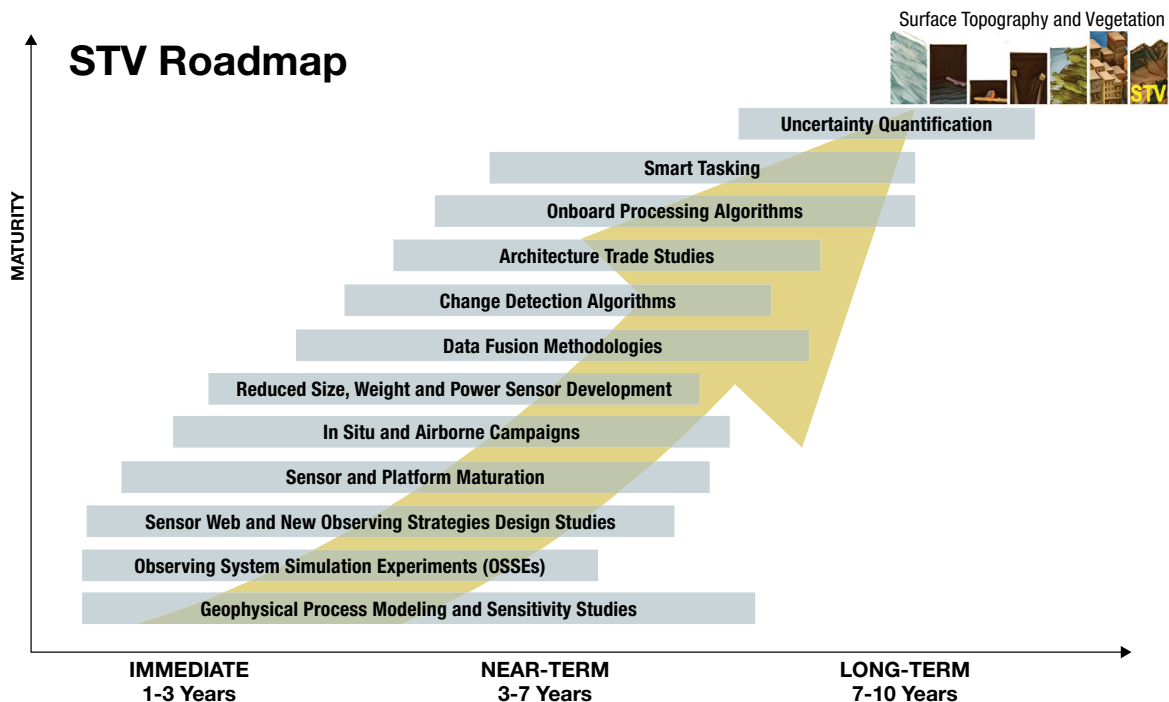 Surface Topography and Vegetation
STV Roadmap
STV
Uncertainty Quantification
Smart Tasking
Onboard Processing Algorithms
MATURITY
Architecture Trade Studies
Change Detection Algorithms
Data Fusion Methodologies
Reduced Size, Weight and Power Sensor Development
In Situ and Airborne Campaigns
Sensor and Platform Maturation
Sensor Web and New Observing Strategies Design Studies
Observing System Simulation Experiments (OSSEs)
Geophysical Process Modeling and Sensitivity Studies
IMMEDIATE
1-3 Years
NEAR-TERM
3-7 Years
LONG-TERM
7-10 Years